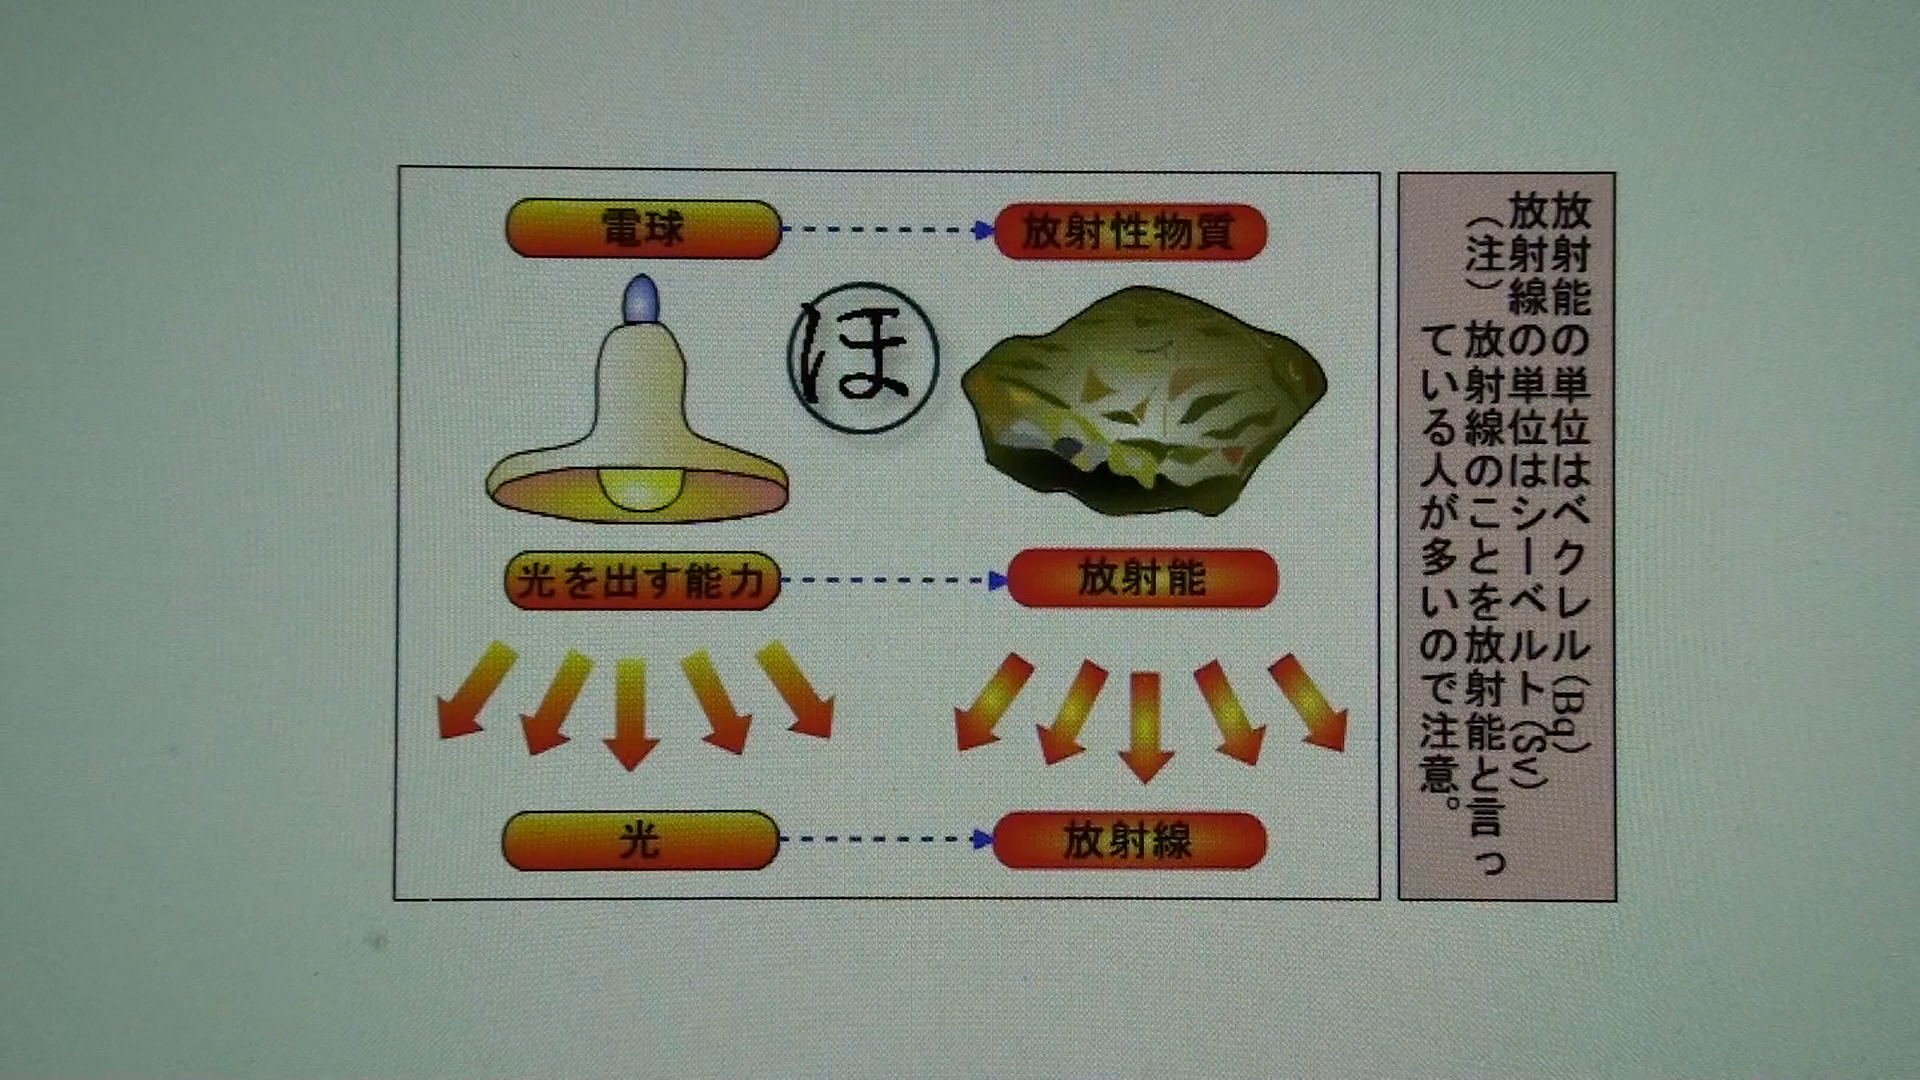 電球
放射性物質
ほ
光を出す能力
放射能
光
放射線
放射能の単位はベクレル(Bq)
放射線の単位はシーベルト(Sv)
(注)放射線のことを放射能と言っ
ている人が多いので注意。